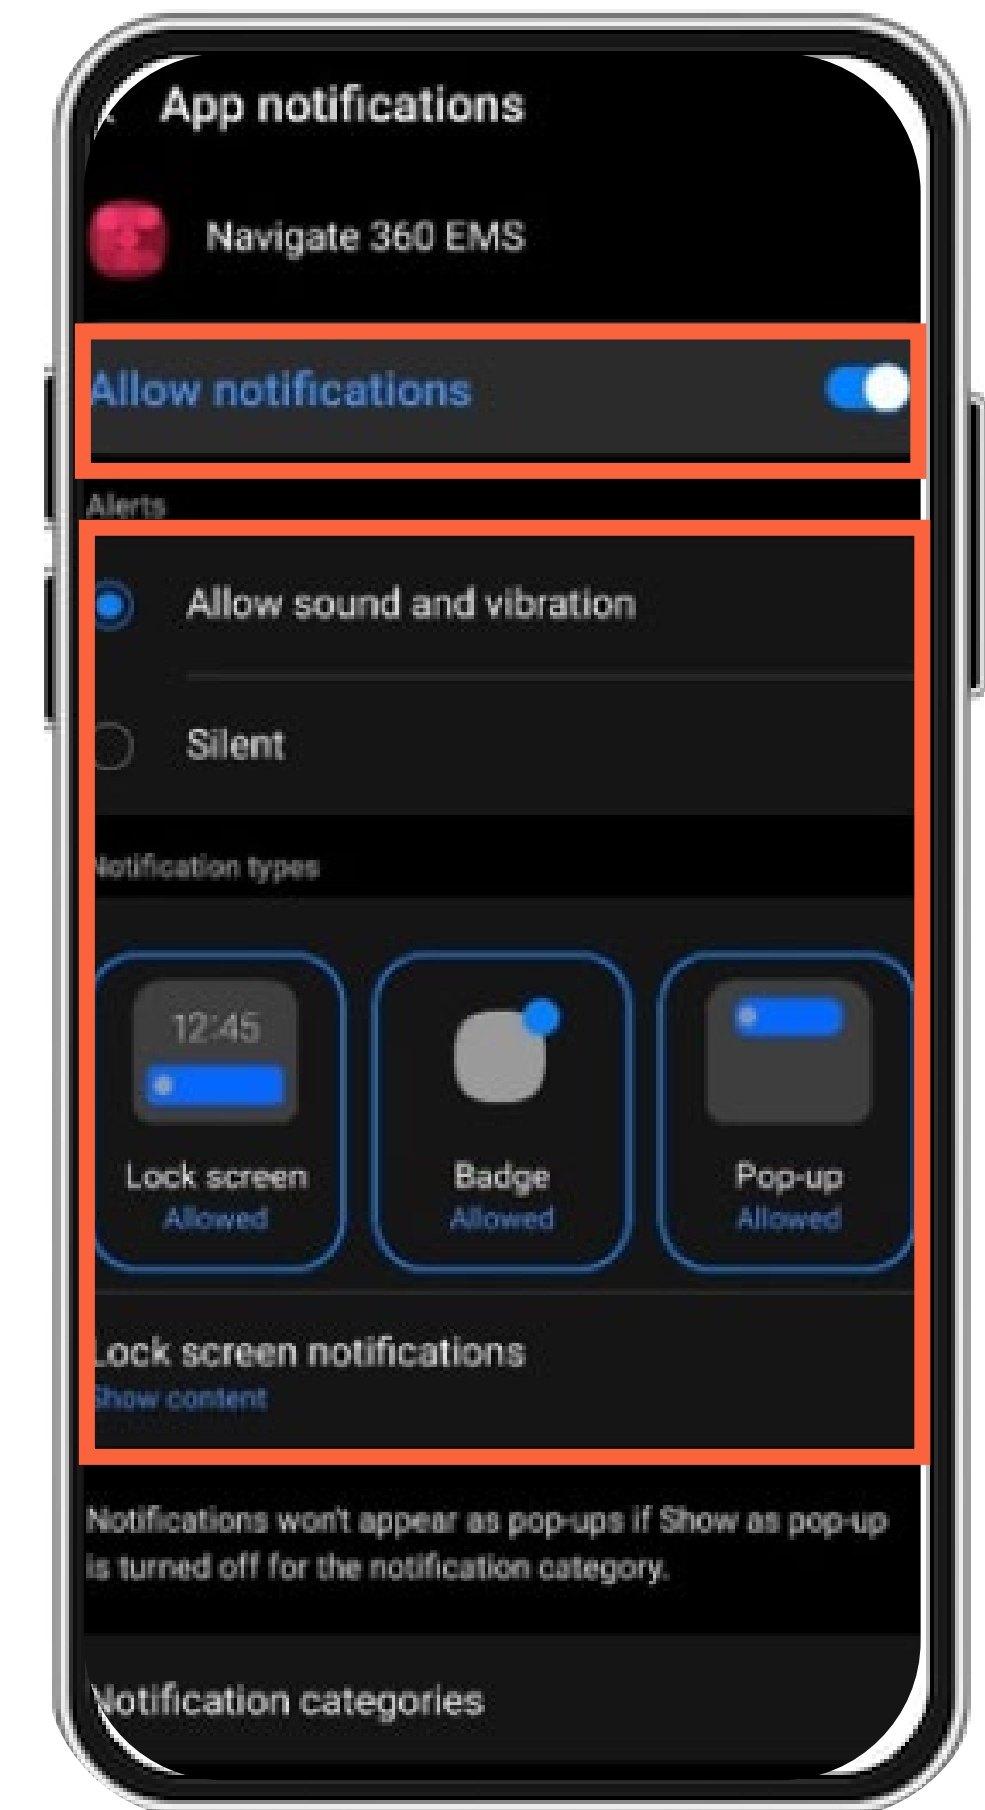 App notifications
Navigate 360 EMS
Allow notifications
Alerts
Allow sound and vibration
Silent
Notification types
12:45
Lock screen
Allowed
Badge
Allowed
Pop-up
Allowed
Lock screen notifications
Show content
Notifications won't appear as pop-ups if Show as pop-up
is turned off for the notification category.
Notification categories